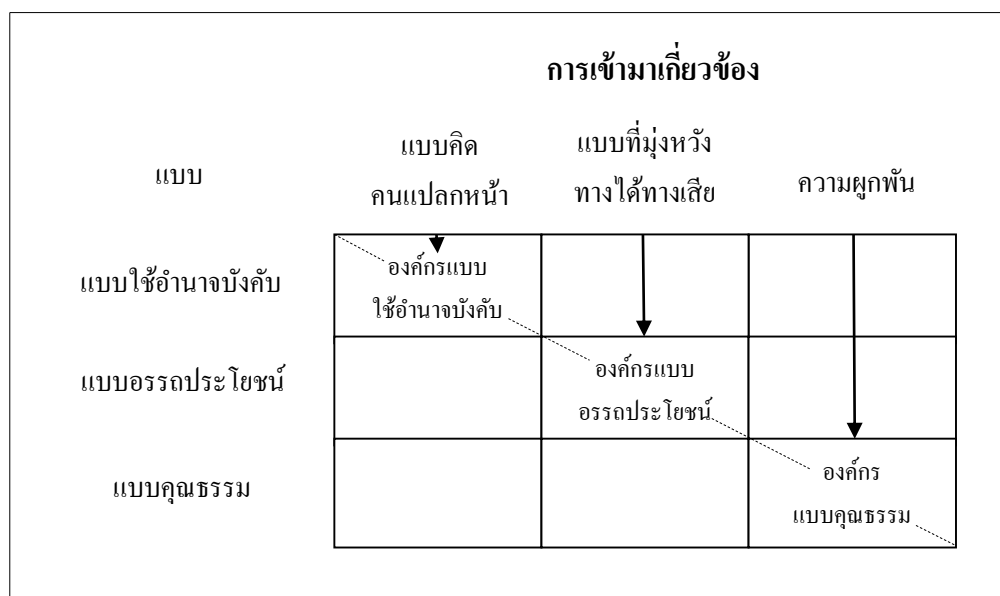 การเข้ามาเกี่ยวข้อง
แบบ
แบบคิด
คนแปลกหน้า
แบบที่มุ่งหวัง
ทางได้ทางเสีย
ความผูกพัน
แบบใช้อำนาจบังคับ
องค์กรแบบ
ใช้อำนาจบังคับ
แบบอรรถประโยชน์
องค์กรแบบ
อรรถประโยชน์
แบบคุณธรรม
องค์กร
แบบคุณธรรม